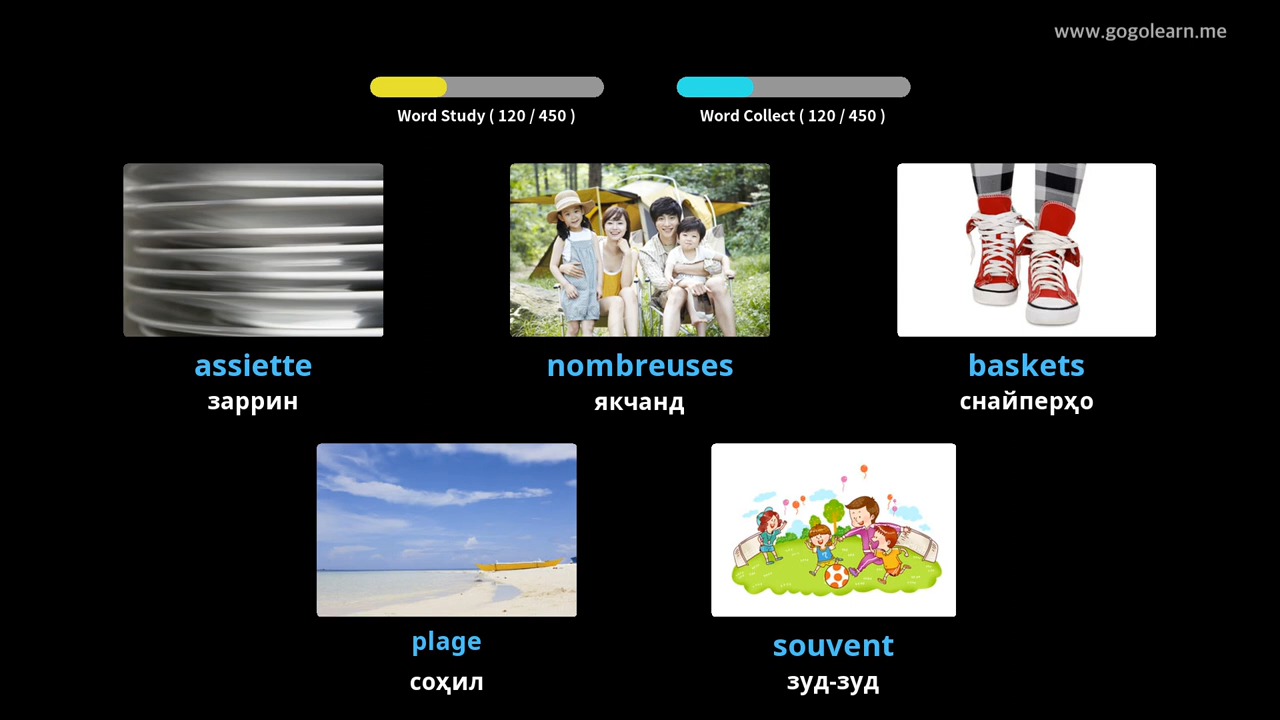 www.gogolearn.me
Word Study ( 120 / 450 )
Word Collect ( 120 / 450 )
assiette
заррин
nombreuses
якчанд
baskets
снайперҳо
plage
соҳил
souvent
зуд-зуд